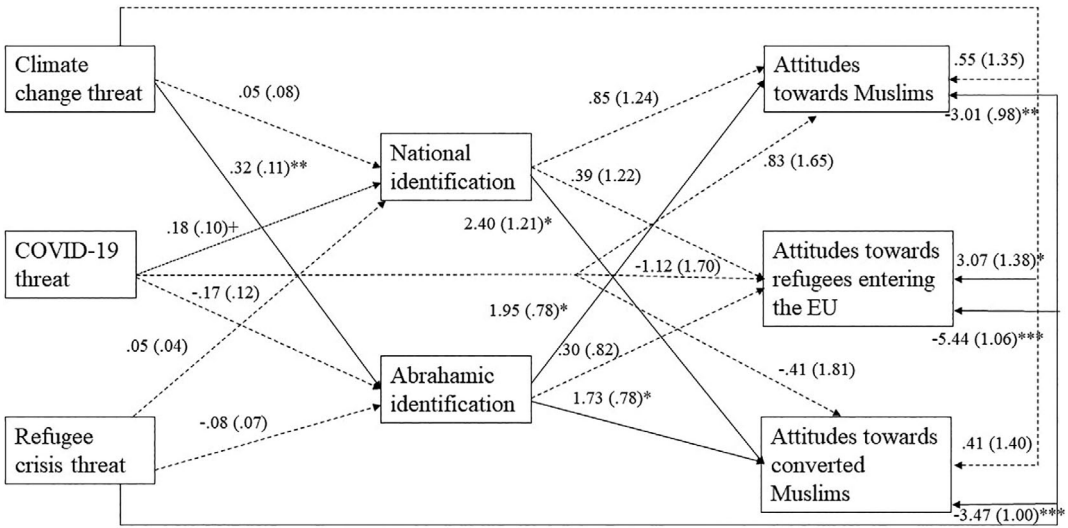 Climate
change threat
COVID-19
threat
Refugee
crisis threat
.05 (.08)
.32 (.11)**
.18 (.10)+
-.17 (.12)
.05 (.04)
-.08 (.07)
National
identification
Abrahamic
identification
.85 (1.24)
.39 (1.22)
2.40 (1.21)*
.83 (1.65)
-1.12 (1.70)
1.95 (.78)*
.30 (.82)
-.41 (1.81)
1.73 (.78)*
Attitudes
towards Muslims
Attitudes towards
refugees entering
the EU
Attitudes towards
converted
Muslims
.55 (1.35)
-3.01 (.98)**
3.07 (1.38)*
-5.44 (1.06)***
.41 (1.40)
-3.47 (1.00)***